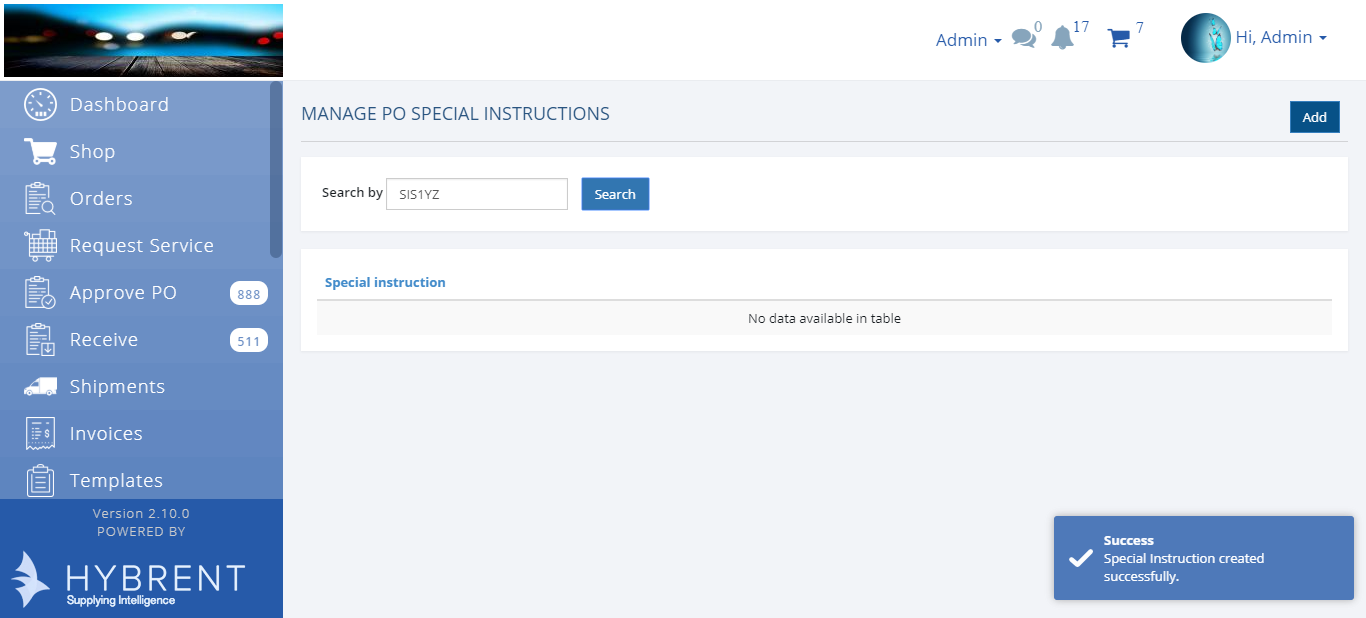 Admin
0
17
7
Hi, Admin
Dashboard
Shop
Orders
Request Service
Approve PO 888
Receive 511
Shipments
Invoices
Templates
Version 2.10.0
POWERED BY
HYBRENT
Supplying Intelligence
MANAGE PO SPECIAL INSTRUCTIONS
Add
Search by SIS1YZ Search
Special instruction
No data available in table
Success
Special Instruction created
successfully.